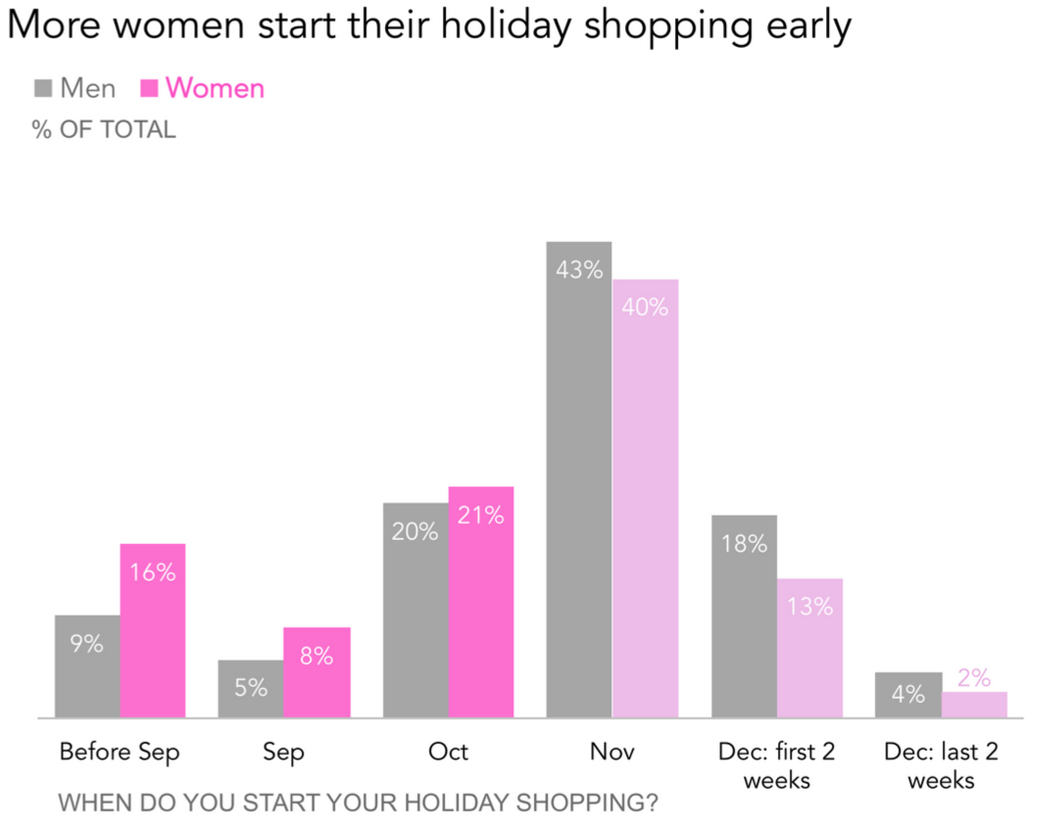 More women start their holiday shopping early
Men Women
% OF TOTAL
43%
40%
20%
21%
18%
16%
13%
9%
8%
5%
4%
2%
Before Sep
Sep
Oct
Nov
Dec: first 2
weeks
Dec: last 2
weeks
WHEN DO YOU START YOUR HOLIDAY SHOPPING?